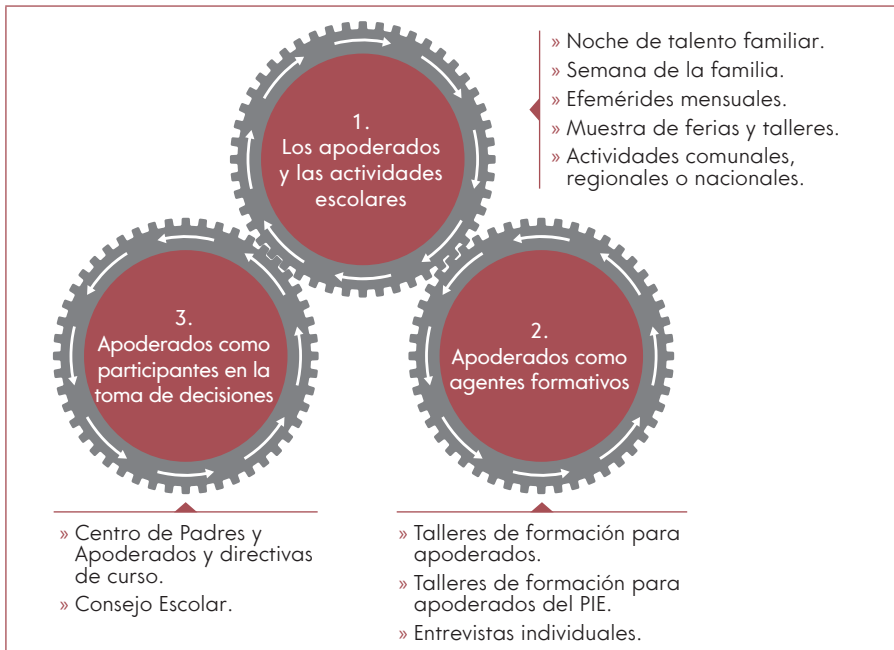 1.
Los apoderados
y las actividades
escolares
» Noche de talento familiar.
» Semana de la familia.
» Efemérides mensuales.
» Muestra de ferias y talleres.
» Actividades comunales,
regionales o nacionales.
3.
Apoderados como
participantes en la
toma de decisiones
2.
Apoderados como
agentes formativos
» Centro de Padres y
Apoderados y directivas
de curso.
» Consejo Escolar.
» Talleres de formación para
apoderados.
» Talleres de formación para
apoderados del PIE.
» Entrevistas individuales.